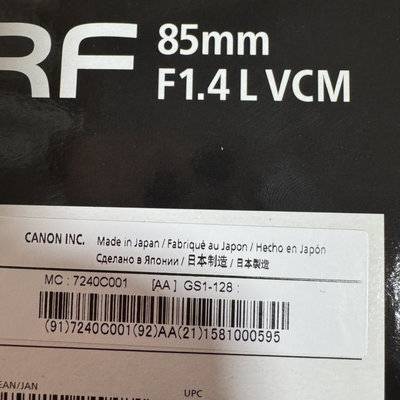 RF
85mm
F1.4 L VCM
CANON INC. Made in Japan / Fabriqué au Japon / Hecho en Japón
Сделано в Японии / 日本制造 / 日本製造
MC : 7240C001 [AA ] GS1-128 :
(91)7240C001(92)AA(21)1581000595
EAN/JAN
UPC